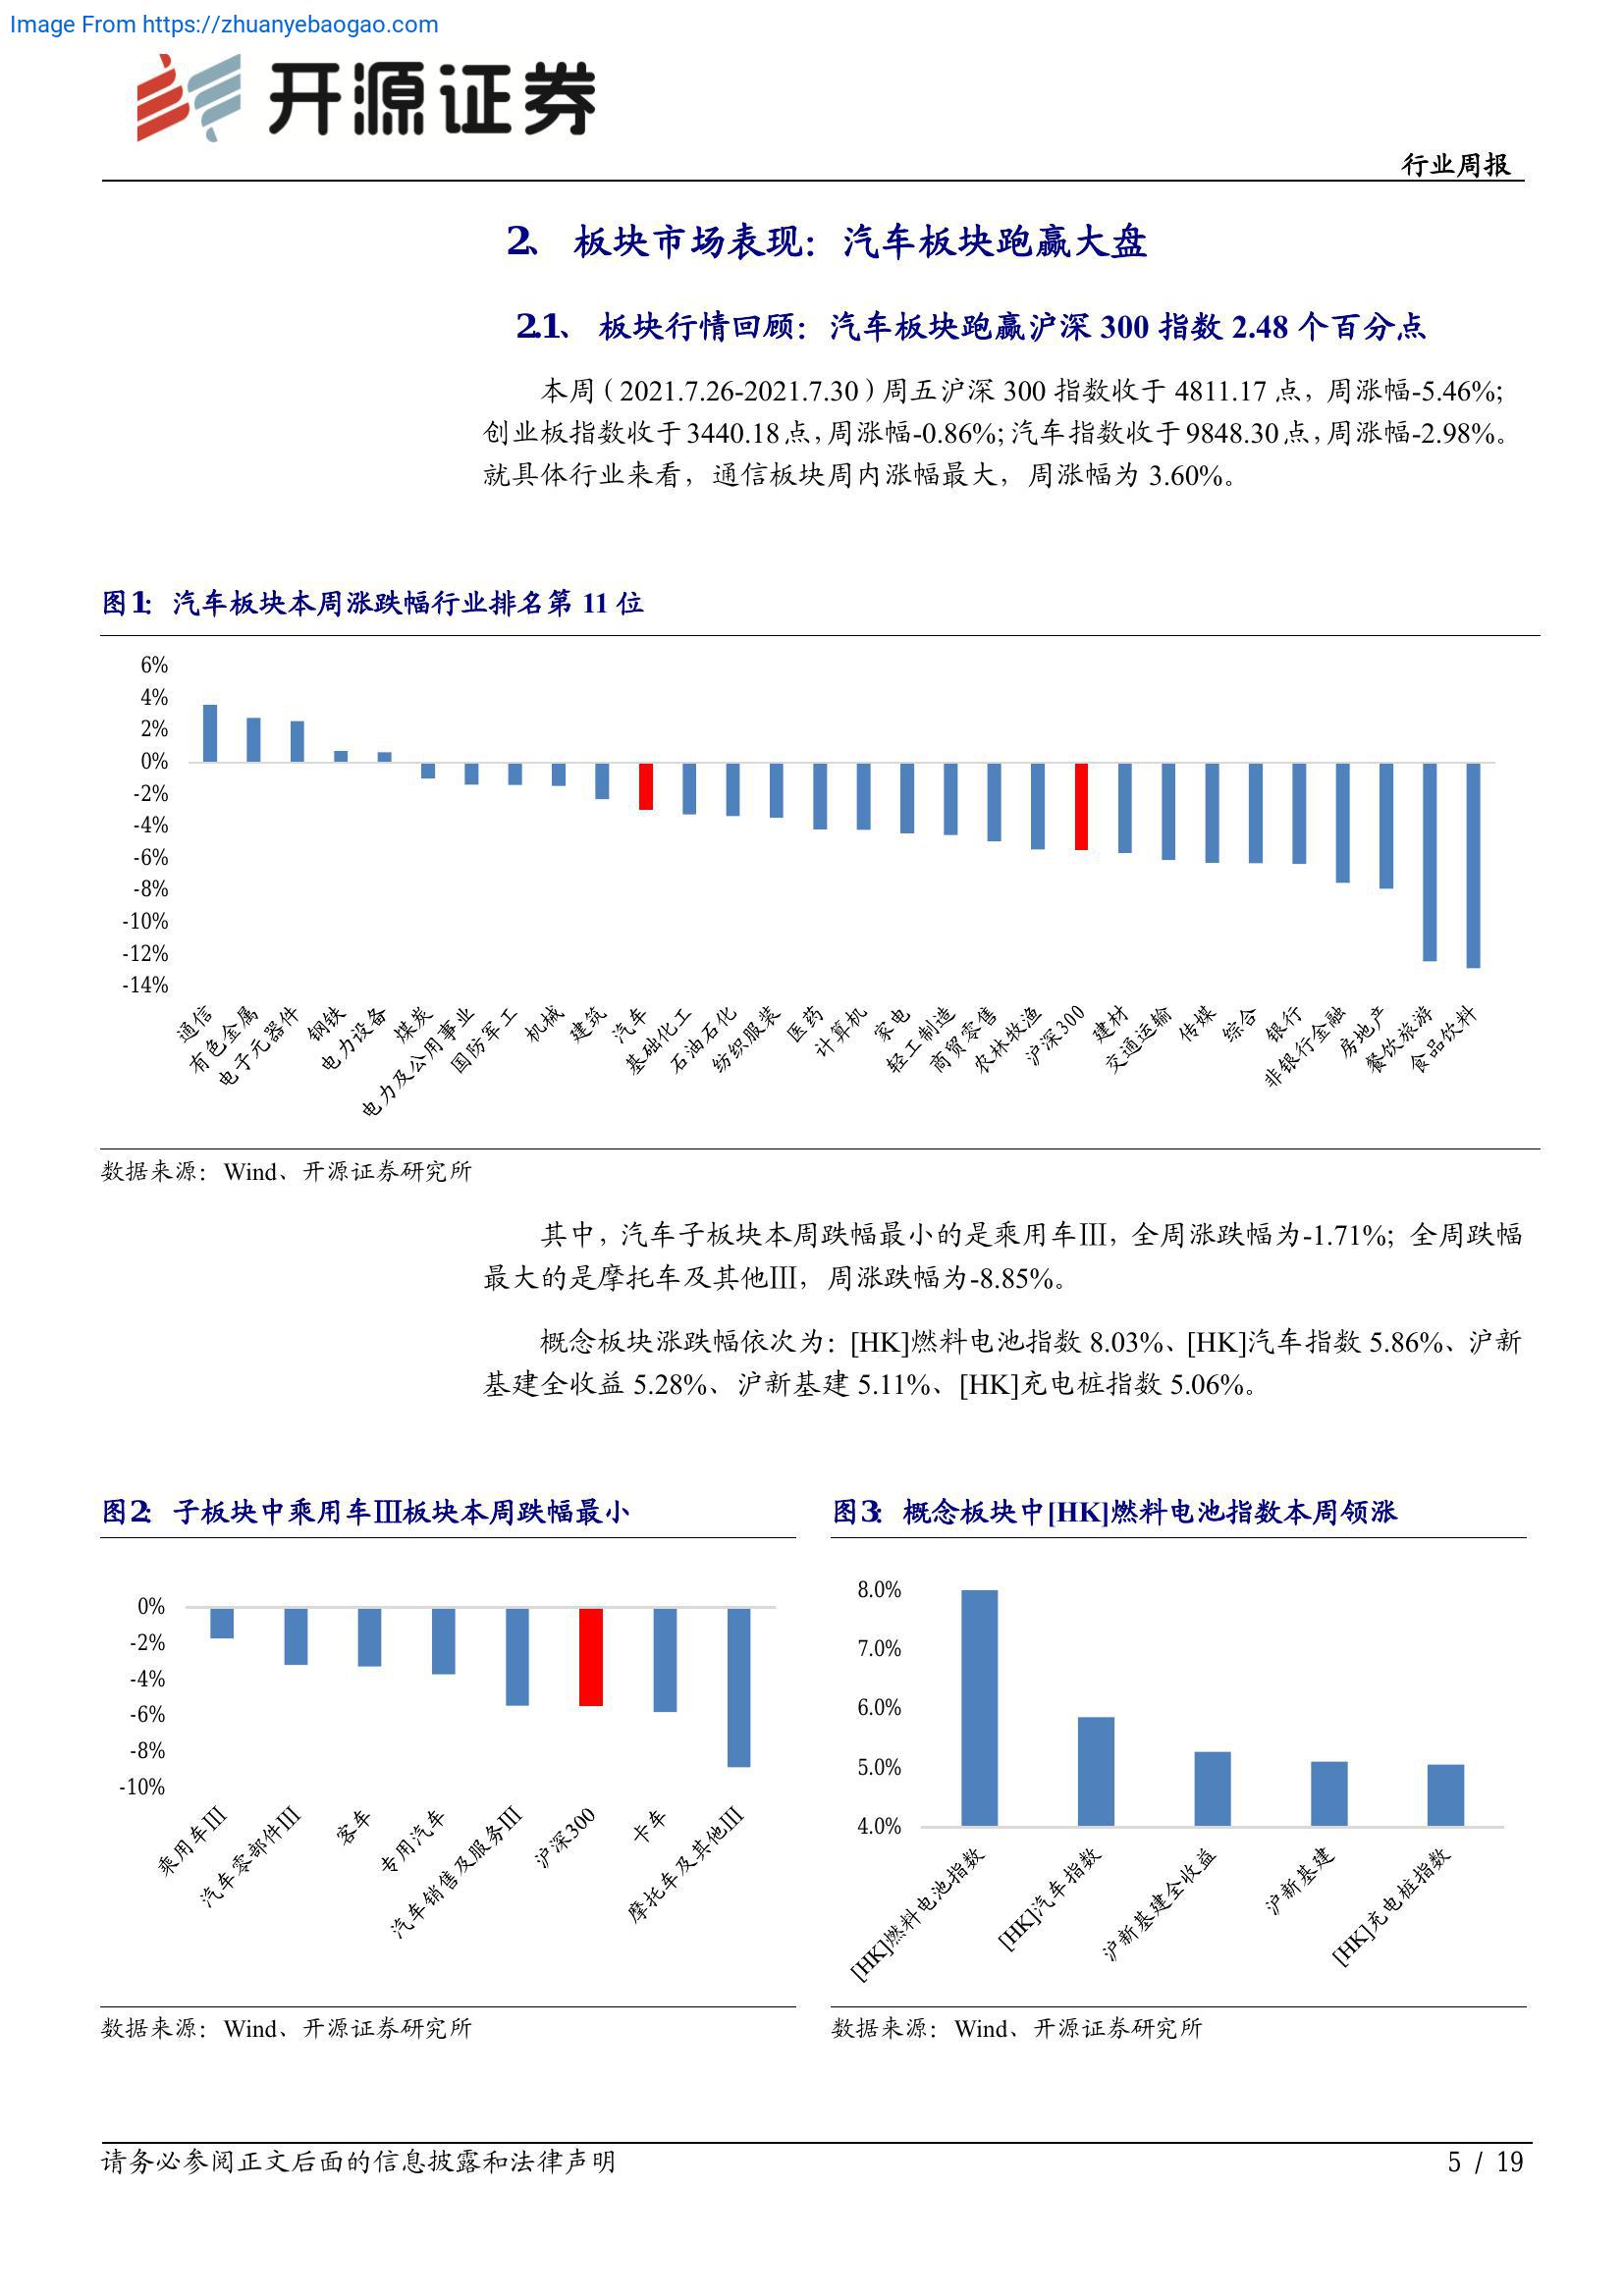 Image From https://zhuanyebaogao.com
开源证券
行业周报
2、 板块市场表现：汽车板块跑赢大盘
2.1、 板块行情回顾：汽车板块跑赢沪深 300 指数 2.48 个百分点
本周（2021.7.26-2021.7.30）周五沪深 300 指数收于 4811.17 点，周涨幅-5.46%；
创业板指数收于 3440.18 点，周涨幅-0.86%；汽车指数收于 9848.30 点，周涨幅-2.98%。
就具体行业来看，通信板块周内涨幅最大，周涨幅为 3.60%。
图1： 汽车板块本周涨跌幅行业排名第 11 位
6%
4%
2%
0%
-2%
-4%
-6%
-8%
-10%
-12%
-14%
通信
有色金属
电子元器件
钢铁
电力设备
煤炭
电力及公用事业
国防军工
机械
建筑
汽车
基础化工
石油石化
纺织服装
医药
计算机
家电
轻工制造
商贸零售
农林牧渔
沪深300
建材
交通运输
传媒
综合
银行
非银行金融
房地产
餐饮旅游
食品饮料
数据来源：Wind、开源证券研究所
其中，汽车子板块本周跌幅最小的是乘用车Ⅲ，全周涨跌幅为-1.71%；全周跌幅
最大的是摩托车及其他Ⅲ，周涨跌幅为-8.85%。
概念板块涨跌幅依次为：[HK]燃料电池指数 8.03%、[HK]汽车指数 5.86%、沪新
基建全收益 5.28%、沪新基建 5.11%、[HK]充电桩指数 5.06%。
图2： 子板块中乘用车Ⅲ板块本周跌幅最小
0%
-2%
-4%
-6%
-8%
-10%
乘用车Ⅲ
汽车零部件Ⅲ
客车
专用汽车
汽车销售及服务Ⅲ
沪深300
卡车
摩托车及其他Ⅲ
数据来源：Wind、开源证券研究所
图3： 概念板块中[HK]燃料电池指数本周领涨
8.0%
7.0%
6.0%
5.0%
4.0%
[HK]燃料电池指数
[HK]汽车指数
沪新基建全收益
沪新基建
[HK]充电桩指数
数据来源：Wind、开源证券研究所
请务必参阅正文后面的信息披露和法律声明
5 / 19